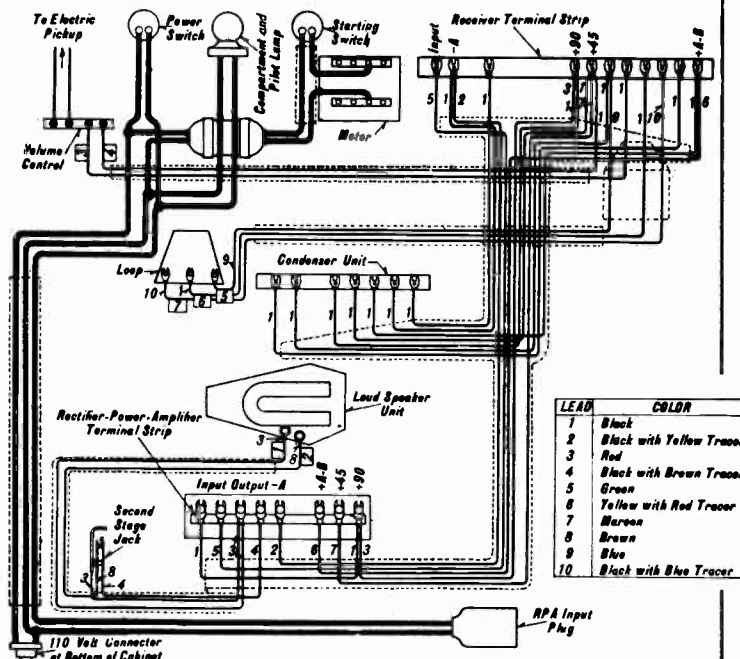 To Electric
Pickup
Power
Switch
Compartment and
Pilot Lamp
Starting
Switch
Motor
Receiver Terminal Strip
Input
-A
+90
+45
+A-B
5 1 2 1 3 1 7 1 1 9 1 10 1 1 6
Volume
Control
Loop
10 7 1 6 5 9
Condenser Unit
1 1 1 1 1 1 1
Loud Speaker
Unit
3 8
Rectifier-Power-Amplifier
Terminal Strip
Input Output -A
+A-B
+45
+90
1 5 3 4 2 6 7 1 3
Second
Stage
Jack
3 8 4
RPA Input
Plug
110 Volt Connector
at Bottom of Cabinet
LEAD COLOR
1 Black
2 Black with Yellow Tracer
3 Red
4 Black with Brown Tracer
5 Green
6 Yellow with Red Tracer
7 Maroon
8 Brown
9 Blue
10 Black with Blue Tracer